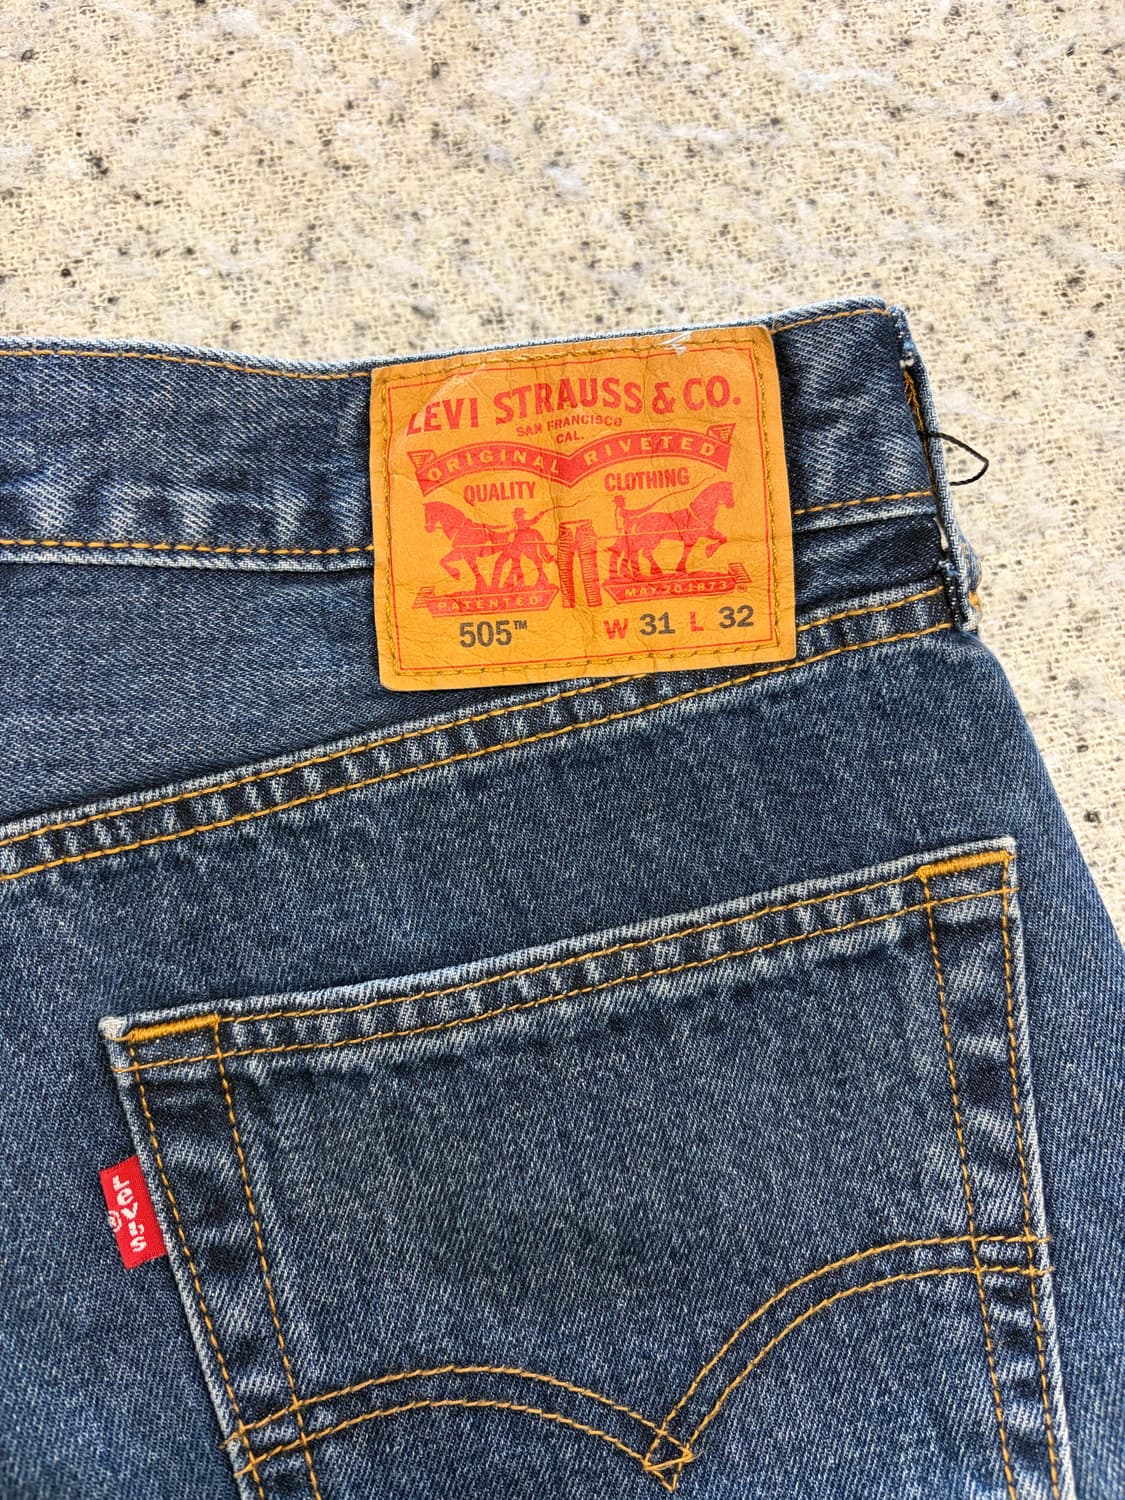 LEVI STRAUSS & CO.
SAN FRANCISCO
CAL.
ORIGINAL RIVETED
QUALITY CLOTHING
PATENTED MAY 20 1873
505™ W 31 L 32
Levi's
®